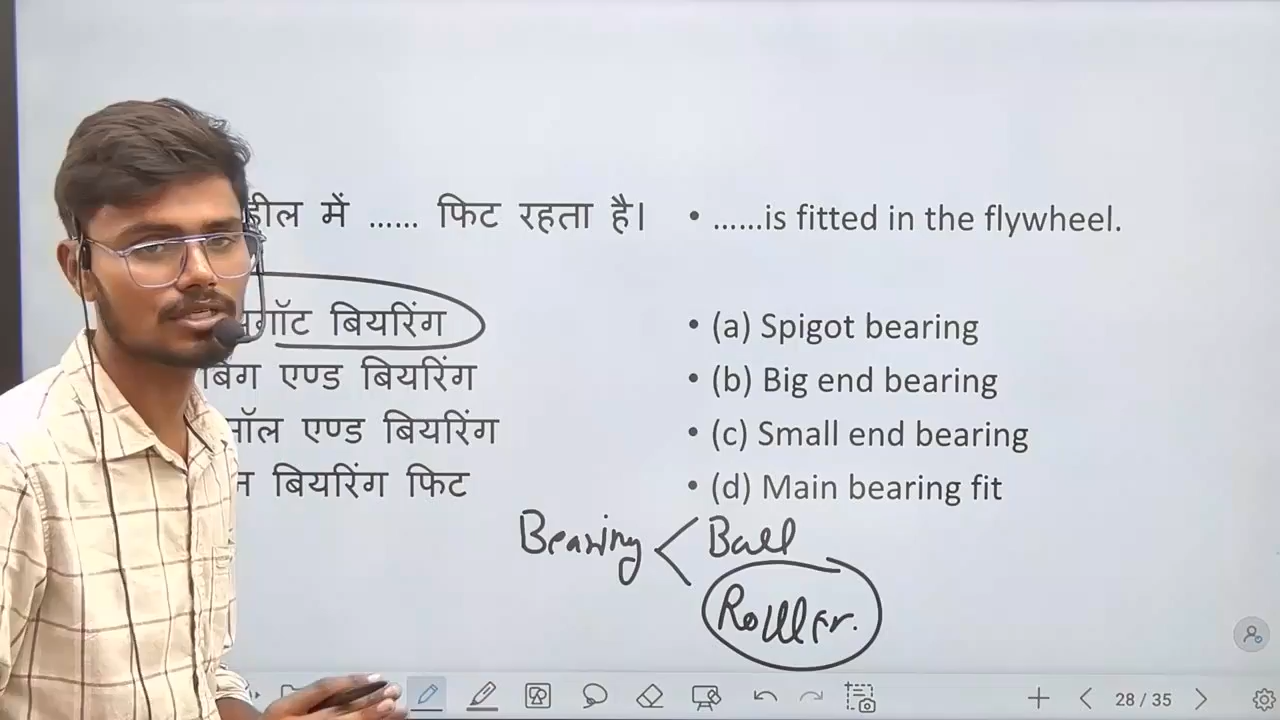 में ...... फिट रहता है।
बियरिंग
एण्ड बियरिंग
एण्ड बियरिंग
बियरिंग फिट
• ......is fitted in the flywheel.
• (a) Spigot bearing
• (b) Big end bearing
• (c) Small end bearing
• (d) Main bearing fit
Bearing < Ball
Roller.
28 / 35